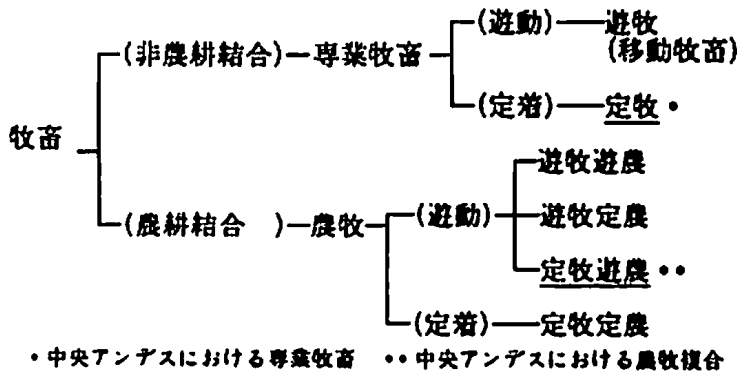 (遊動)―遊牧
(非農耕結合)―専業牧畜
(移動牧畜)
(定着)―定牧・
牧畜
遊牧遊農
(農耕結合 )―農牧
(遊動)
遊牧定農
定牧遊農・・
(定着)―定牧定農
・中央アンデスにおける専業牧畜 ・・中央アンデスにおける農牧複合